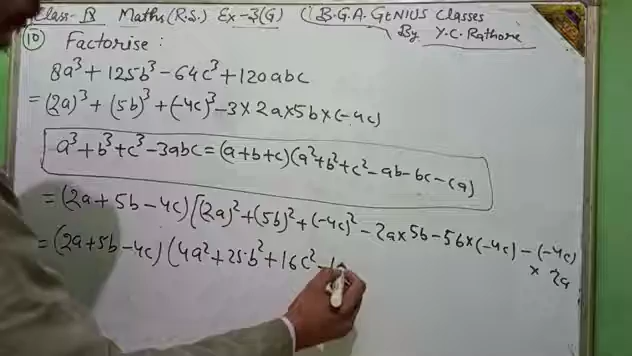 Class-IX Maths (R.S.) Ex-3(G) (B.G.A. GENIUS Classes
By Y.C. Rathore
(10) Factorise :
8a³ + 125b³ - 64c³ + 120abc
= (2a)³ + (5b)³ + (-4c)³ - 3 × 2a × 5b × (-4c)
a³ + b³ + c³ - 3abc = (a+b+c) (a² + b² + c² - ab - bc - ca)
= (2a + 5b - 4c) [(2a)² + (5b)² + (-4c)² - 2a × 5b - 5b × (-4c) - (-4c)
× 2a
= (2a + 5b - 4c) (4a² + 25b² + 16c² - 1